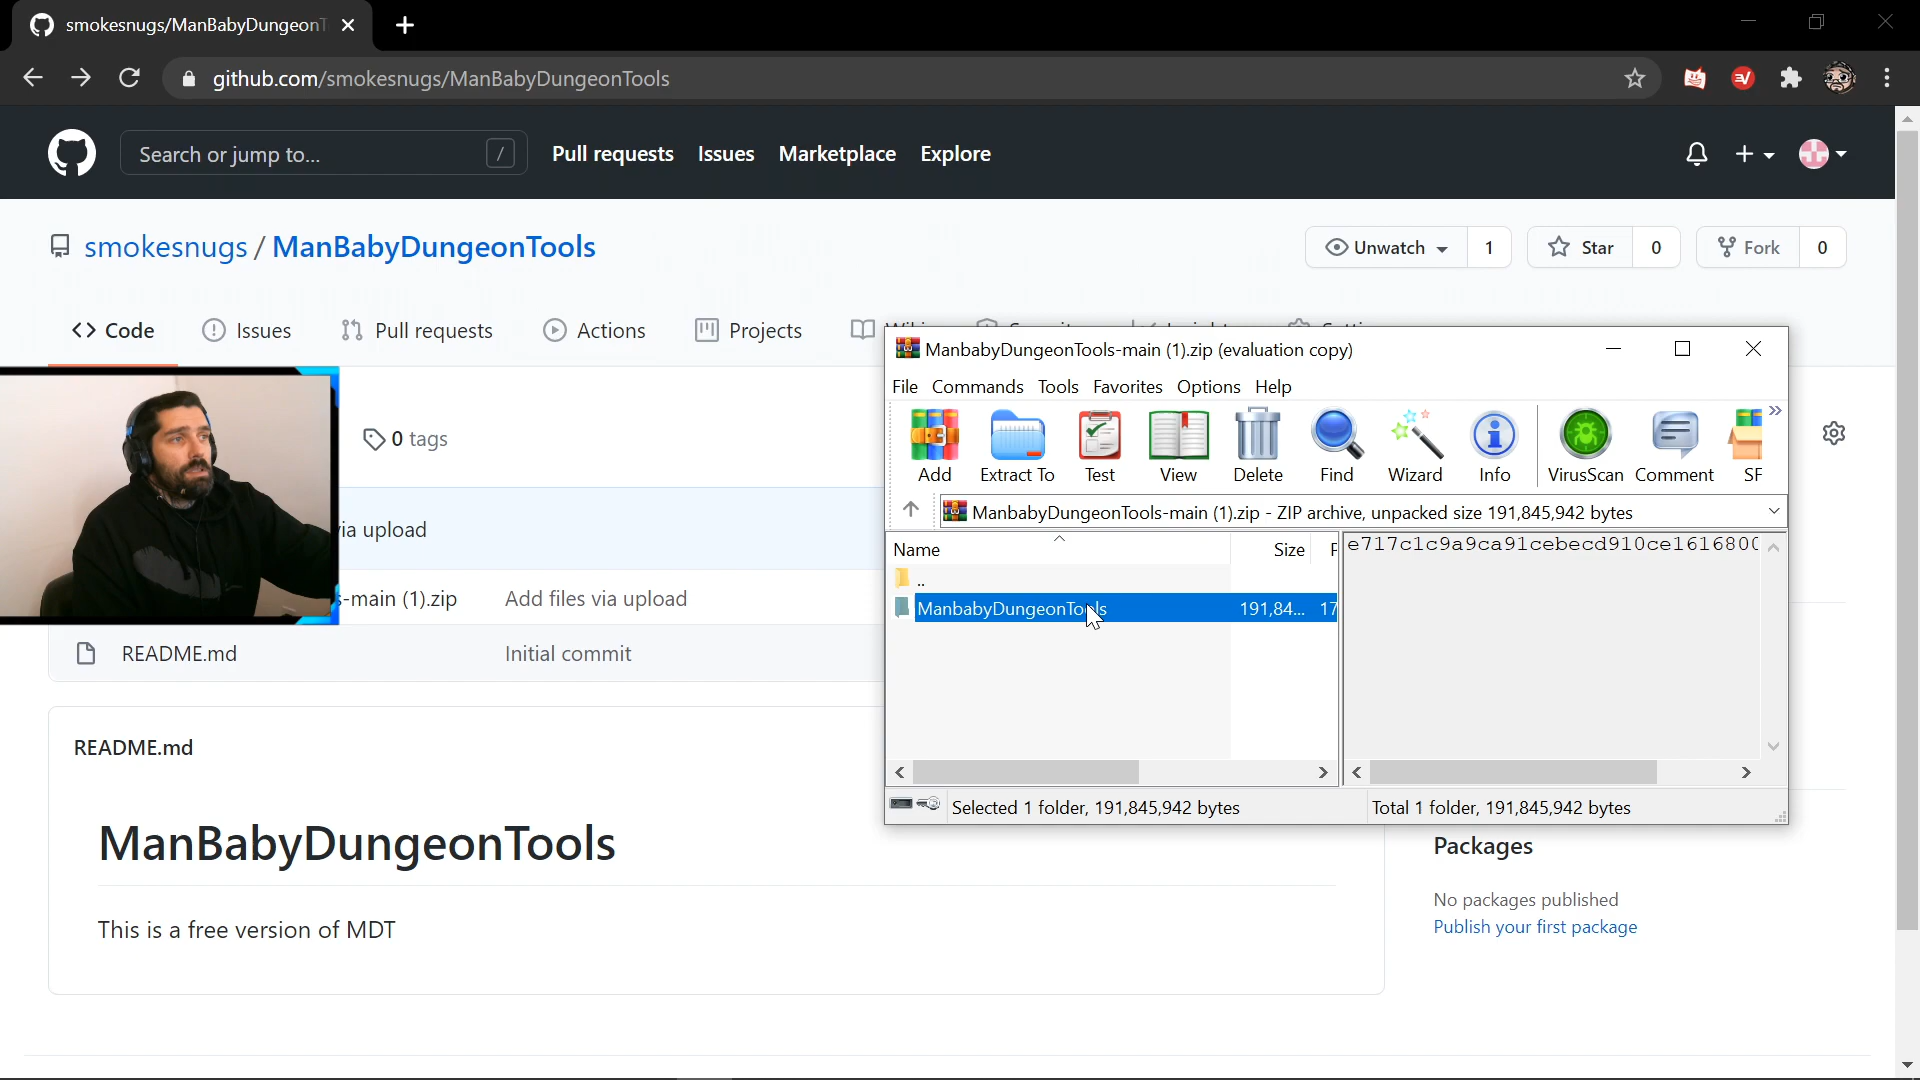 smokesnugs/ManBabyDungeonT
github.com/smokesnugs/ManBabyDungeonTools
Search or jump to... /
Pull requests Issues Marketplace Explore
smokesnugs / ManBabyDungeonTools
Unwatch 1 Star 0 Fork 0
Code Issues Pull requests Actions Projects
ManbabyDungeonTools-main (1).zip (evaluation copy)
File Commands Tools Favorites Options Help
0 tags
Add Extract To Test View Delete Find Wizard Info VirusScan Comment SF
ManbabyDungeonTools-main (1).zip - ZIP archive, unpacked size 191,845,942 bytes
via upload
Name Size
e717c1c9a9ca91cebecd910ce1616800
..
ManbabyDungeonTools 191,84... 17
s-main (1).zip Add files via upload
README.md Initial commit
README.md
Selected 1 folder, 191,845,942 bytes Total 1 folder, 191,845,942 bytes
ManBabyDungeonTools
Packages
No packages published
Publish your first package
This is a free version of MDT